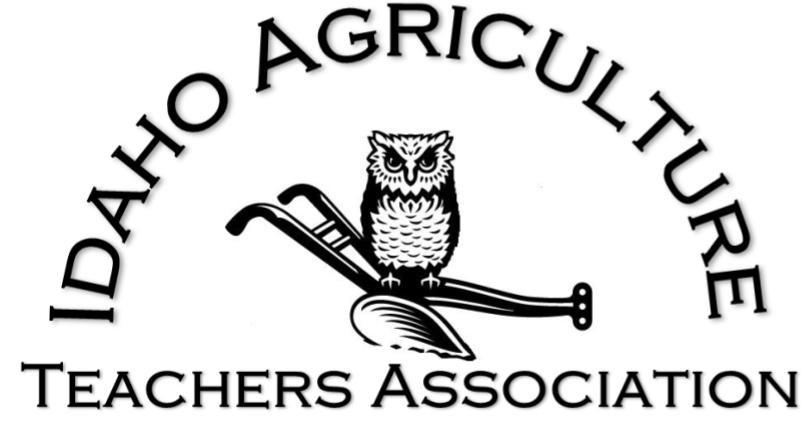 IDAHO AGRICULTURE
TEACHERS ASSOCIATION